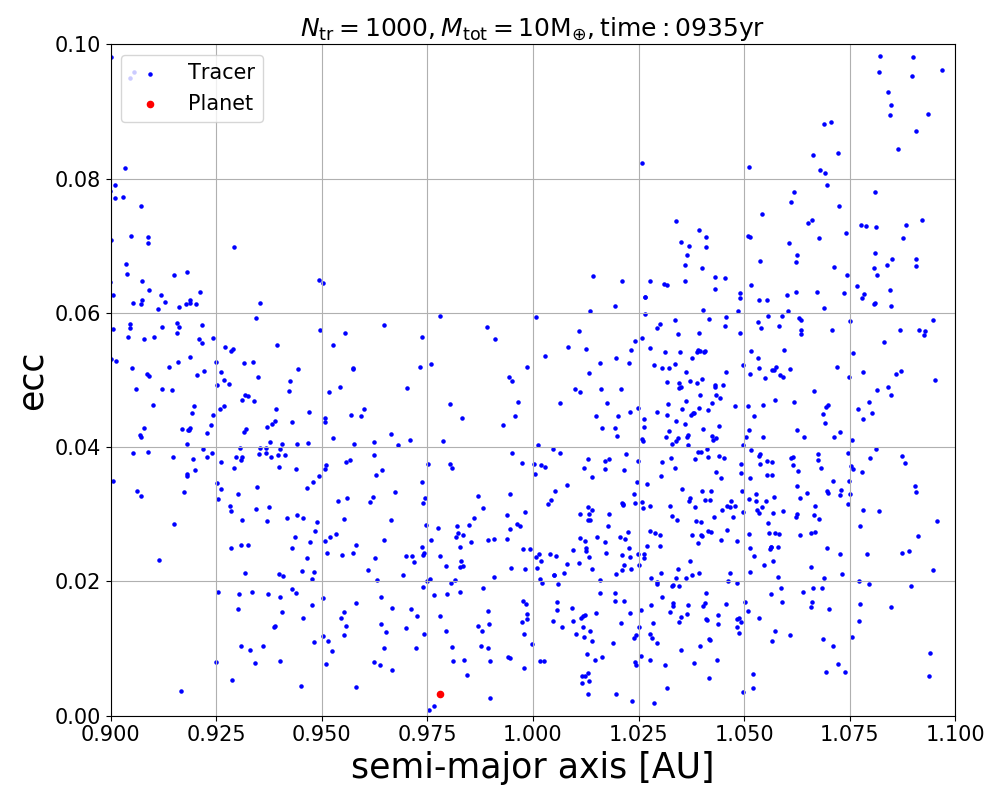 N_tr = 1000, M_tot = 10M_⊕, time : 0935yr
0.10
0.08
0.06
0.04
0.02
0.00
ecc
Tracer
Planet
0.900 0.925 0.950 0.975 1.000 1.025 1.050 1.075 1.100
semi-major axis [AU]